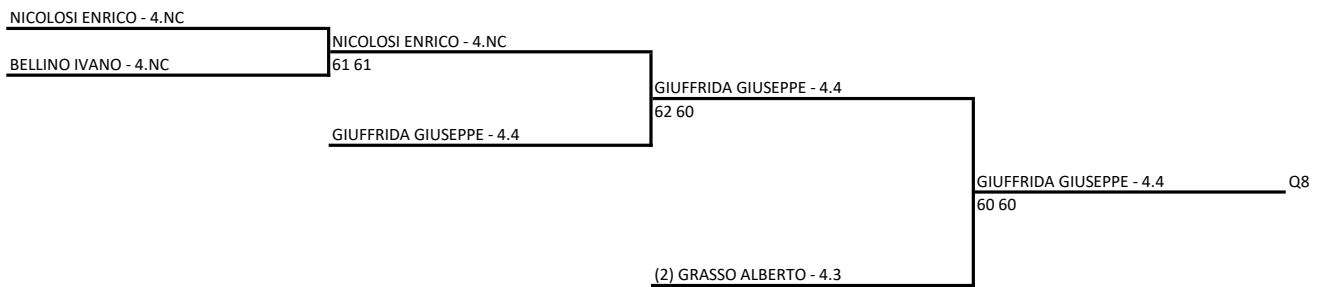 NICOLOSI ENRICO - 4.NC
NICOLOSI ENRICO - 4.NC
BELLINO IVANO - 4.NC
61 61
GIUFFRIDA GIUSEPPE - 4.4
62 60
GIUFFRIDA GIUSEPPE - 4.4
GIUFFRIDA GIUSEPPE - 4.4
Q8
60 60
(2) GRASSO ALBERTO - 4.3